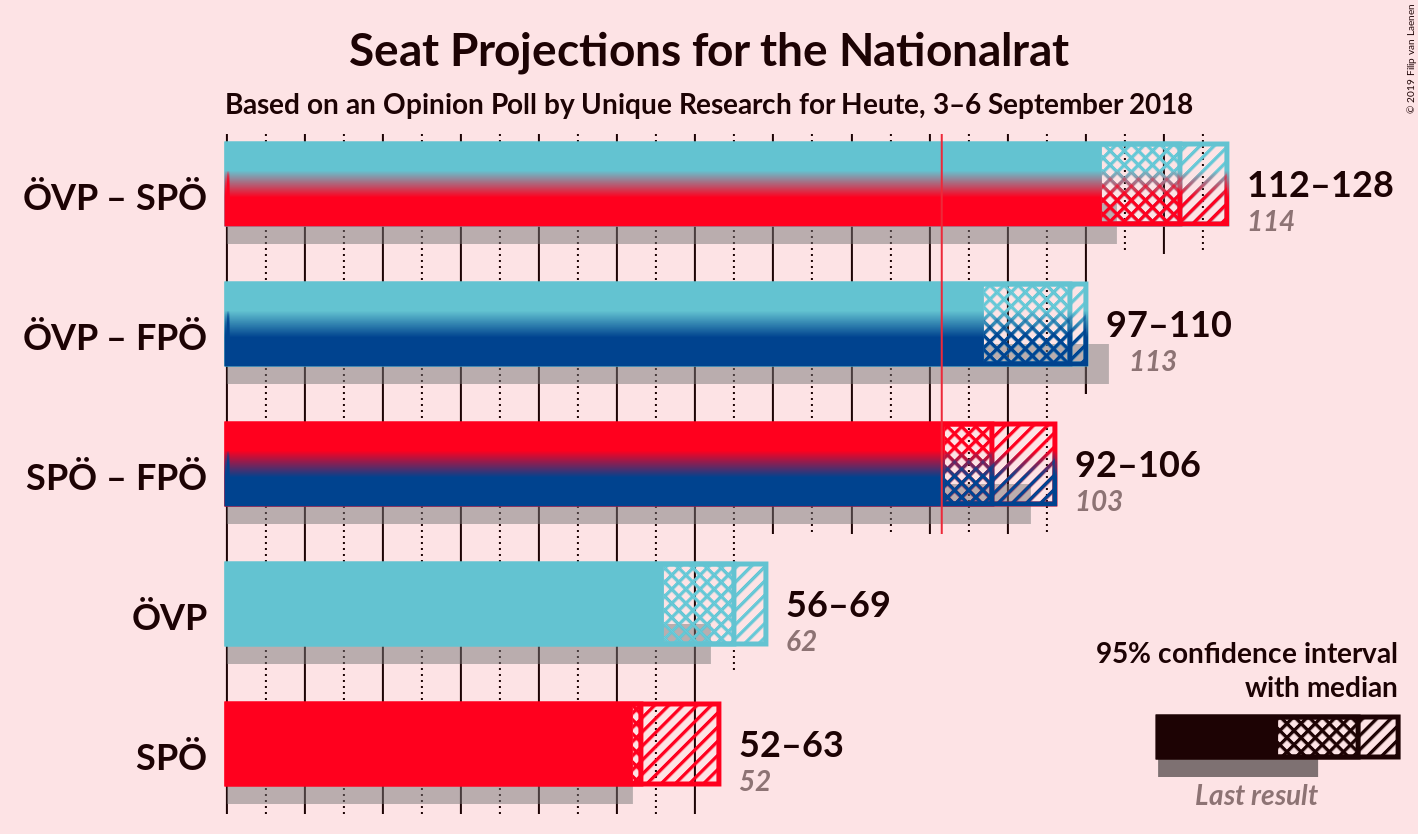 Seat Projections for the Nationalrat
Based on an Opinion Poll by Unique Research for Heute, 3–6 September 2018
© 2019 Filip van Laenen
ÖVP – SPÖ
112–128
114
ÖVP – FPÖ
97–110
113
SPÖ – FPÖ
92–106
103
ÖVP
56–69
62
SPÖ
52–63
52
95% confidence interval
with median
Last result